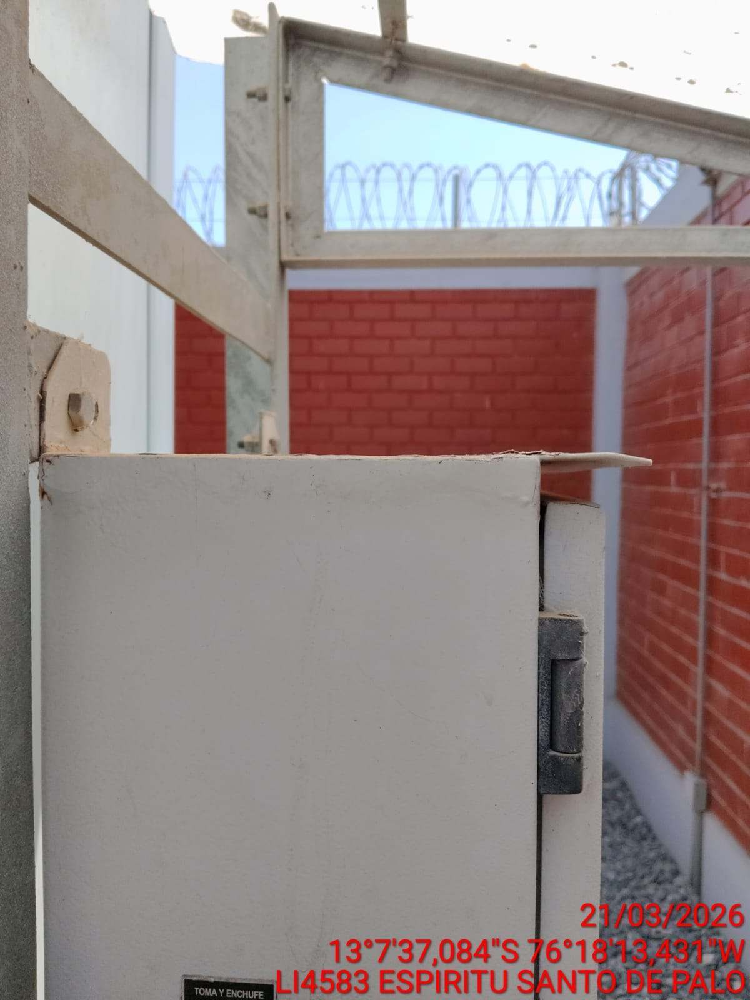 TOMA Y ENCHUFE
21/03/2026
13°7'37,084"S 76°18'13,431"W
LI4583 ESPIRITU SANTO DE PALO